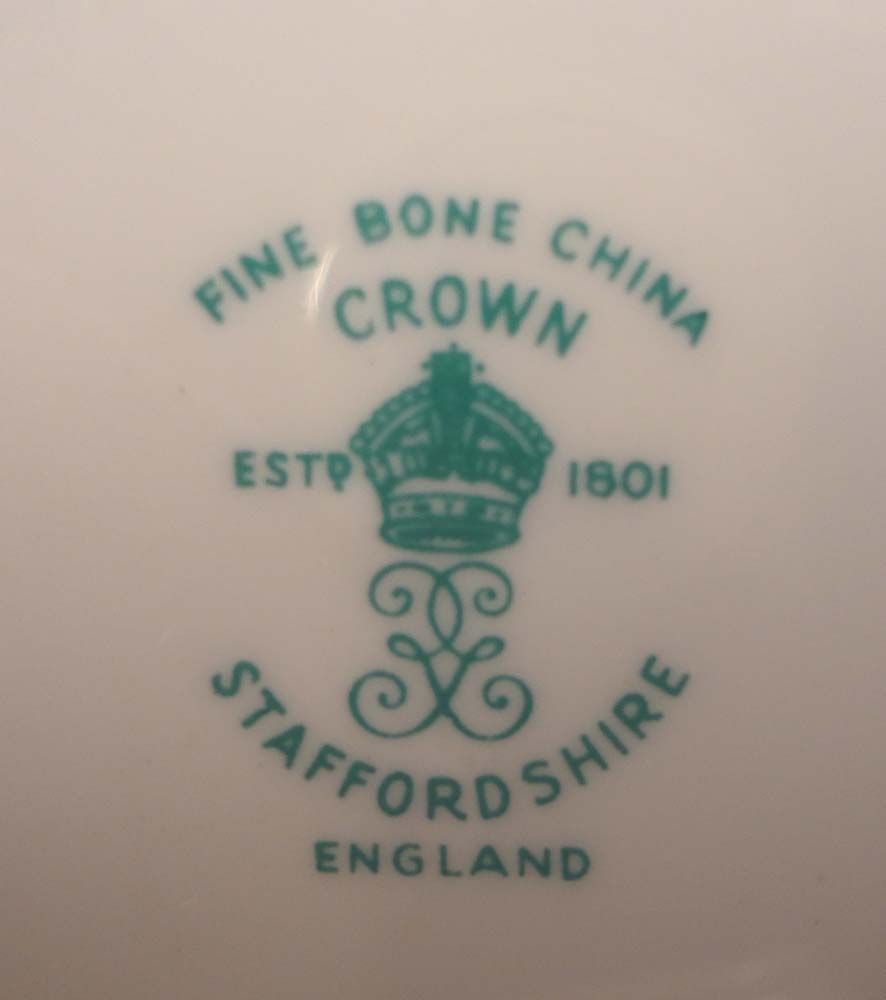 FINE BONE CHINA
CROWN
ESTD 1801
STAFFORDSHIRE
ENGLAND